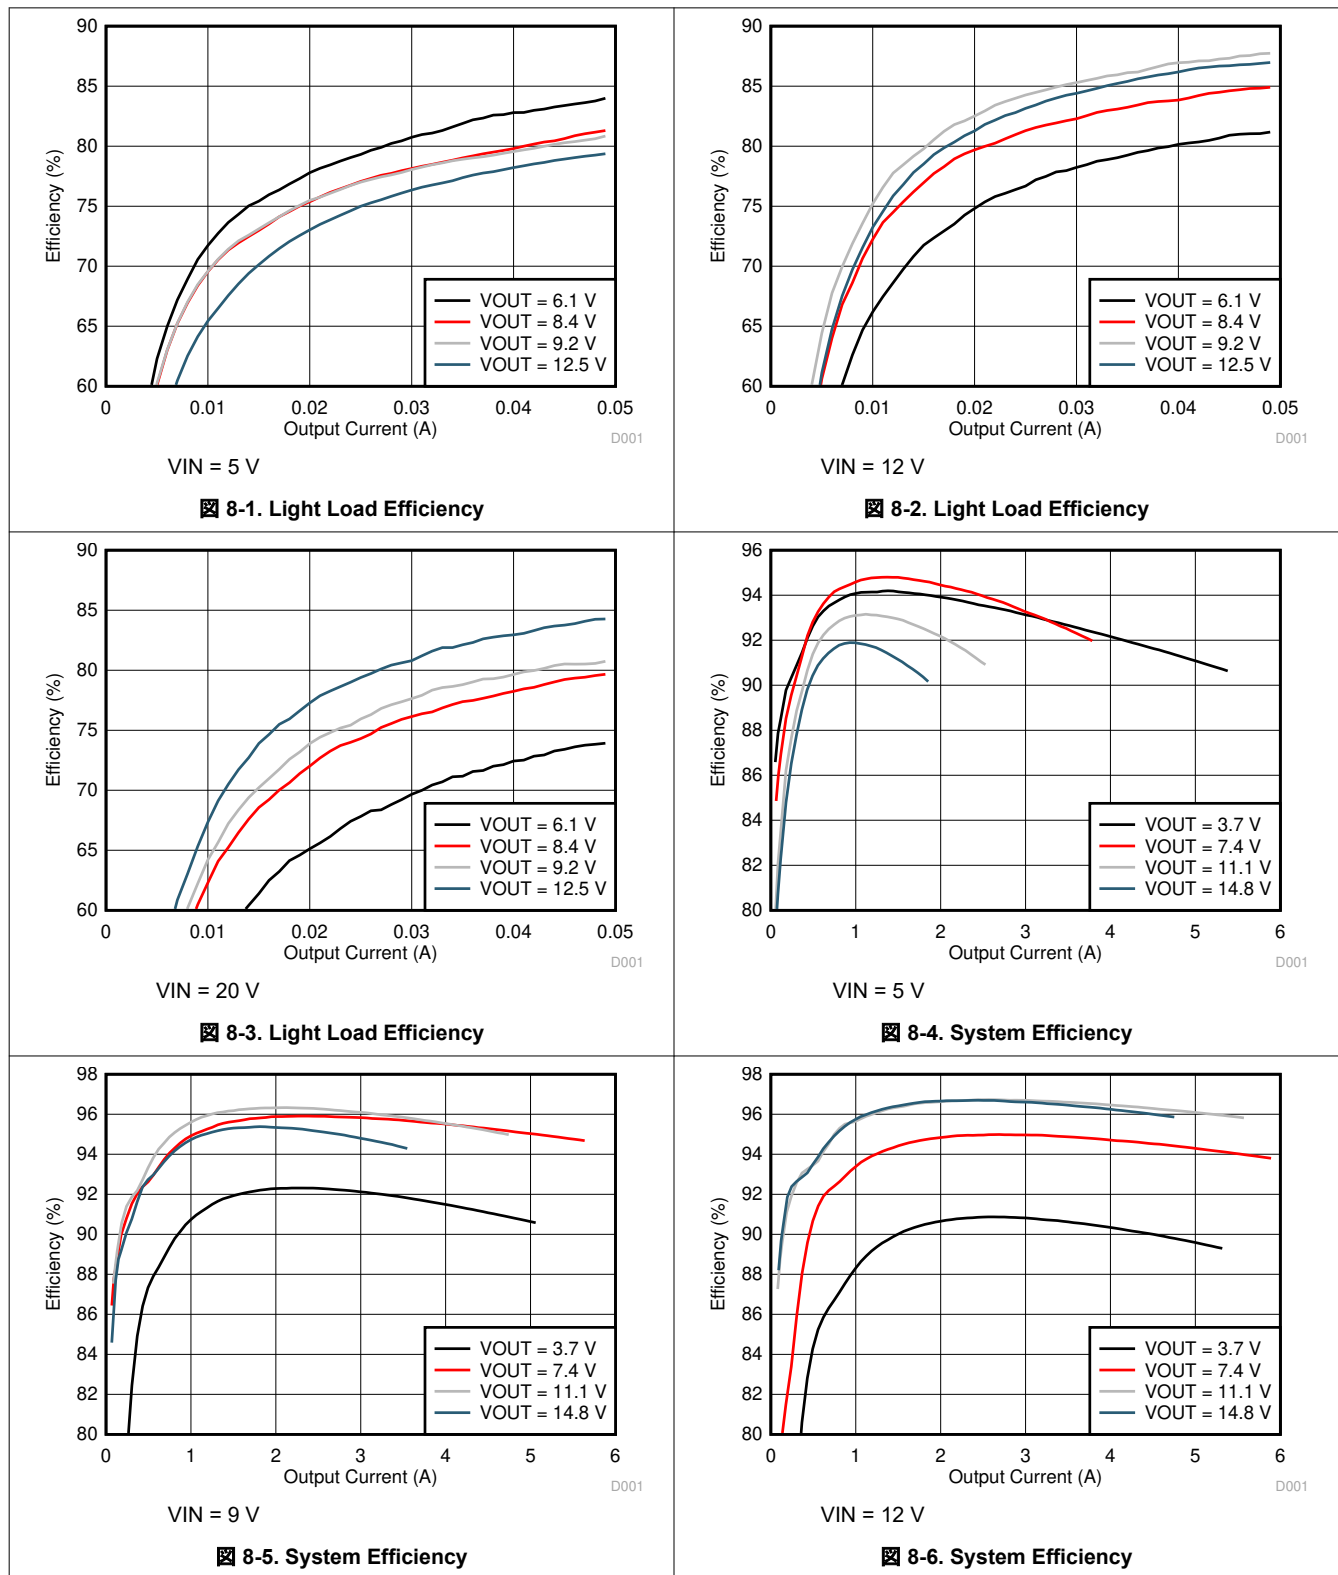 90
85
80
75
70
65
60
Efficiency (%)
VOUT = 6.1 V
VOUT = 8.4 V
VOUT = 9.2 V
VOUT = 12.5 V
0 0.01 0.02 0.03 0.04 0.05
Output Current (A)
D001
VIN = 5 V
図 8-1. Light Load Efficiency
90
85
80
75
70
65
60
Efficiency (%)
VOUT = 6.1 V
VOUT = 8.4 V
VOUT = 9.2 V
VOUT = 12.5 V
0 0.01 0.02 0.03 0.04 0.05
Output Current (A)
D001
VIN = 12 V
図 8-2. Light Load Efficiency
90
85
80
75
70
65
60
Efficiency (%)
VOUT = 6.1 V
VOUT = 8.4 V
VOUT = 9.2 V
VOUT = 12.5 V
0 0.01 0.02 0.03 0.04 0.05
Output Current (A)
D001
VIN = 20 V
図 8-3. Light Load Efficiency
96
94
92
90
88
86
84
82
80
Efficiency (%)
VOUT = 3.7 V
VOUT = 7.4 V
VOUT = 11.1 V
VOUT = 14.8 V
0 1 2 3 4 5 6
Output Current (A)
D001
VIN = 5 V
図 8-4. System Efficiency
98
96
94
92
90
88
86
84
82
80
Efficiency (%)
VOUT = 3.7 V
VOUT = 7.4 V
VOUT = 11.1 V
VOUT = 14.8 V
0 1 2 3 4 5 6
Output Current (A)
D001
VIN = 9 V
図 8-5. System Efficiency
98
96
94
92
90
88
86
84
82
80
Efficiency (%)
VOUT = 3.7 V
VOUT = 7.4 V
VOUT = 11.1 V
VOUT = 14.8 V
0 1 2 3 4 5 6
Output Current (A)
D001
VIN = 12 V
図 8-6. System Efficiency